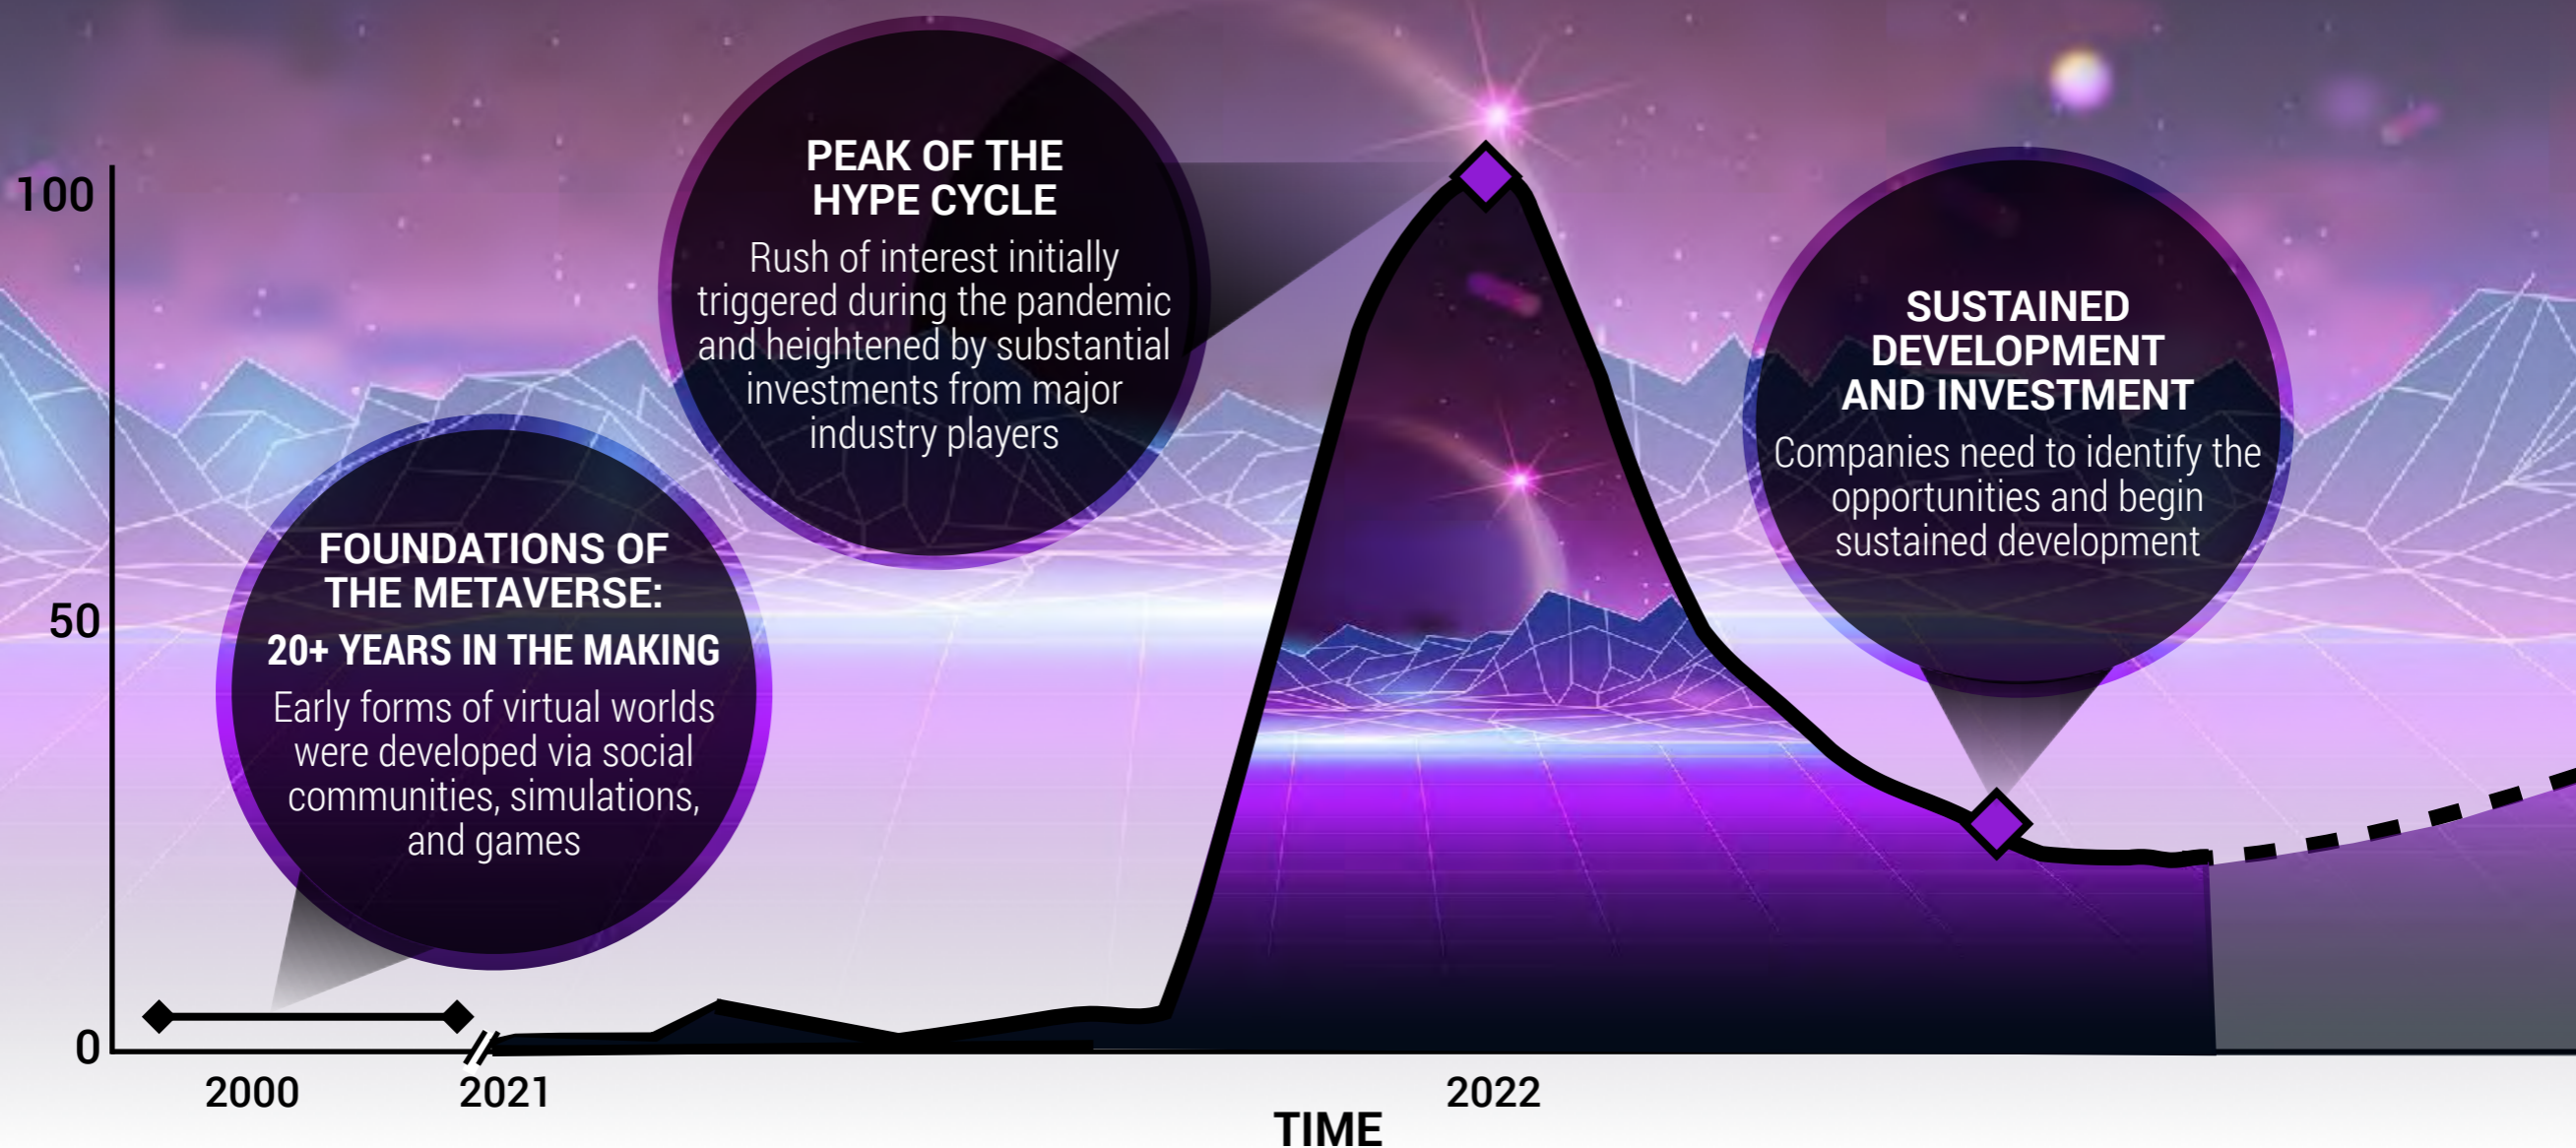 100
50
0
PEAK OF THE
HYPE CYCLE
Rush of interest initially
triggered during the pandemic
and heightened by substantial
investments from major
industry players
FOUNDATIONS OF
THE METAVERSE:
20+ YEARS IN THE MAKING
Early forms of virtual worlds
were developed via social
communities, simulations,
and games
SUSTAINED
DEVELOPMENT
AND INVESTMENT
Companies need to identify the
opportunities and begin
sustained development
2000
2021
2022
TIME